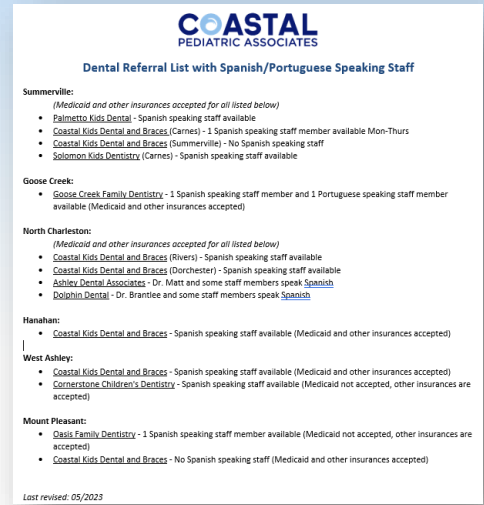 COASTAL
PEDIATRIC ASSOCIATES
Dental Referral List with Spanish/Portuguese Speaking Staff
Summerville:
(Medicaid and other insurances accepted for all listed below)
• Palmetto Kids Dental - Spanish speaking staff available
• Coastal Kids Dental and Braces (Carnes) - 1 Spanish speaking staff member available Mon-Thurs
• Coastal Kids Dental and Braces (Summerville) - No Spanish speaking staff
• Solomon Kids Dentistry (Carnes) - Spanish speaking staff available
Goose Creek:
• Goose Creek Family Dentistry - 1 Spanish speaking staff member and 1 Portuguese speaking staff member
available (Medicaid and other insurances accepted)
North Charleston:
(Medicaid and other insurances accepted for all listed below)
• Coastal Kids Dental and Braces (Rivers) - Spanish speaking staff available
• Coastal Kids Dental and Braces (Dorchester) - Spanish speaking staff available
• Ashley Dental Associates - Dr. Matt and some staff members speak Spanish
• Dolphin Dental - Dr. Brantlee and some staff members speak Spanish
Hanahan:
• Coastal Kids Dental and Braces - Spanish speaking staff available (Medicaid and other insurances accepted)
West Ashley:
• Coastal Kids Dental and Braces - Spanish speaking staff available (Medicaid and other insurances accepted)
• Cornerstone Children's Dentistry - Spanish speaking staff available (Medicaid not accepted, other insurances are
accepted)
Mount Pleasant:
• Oasis Family Dentistry - 1 Spanish speaking staff member available (Medicaid not accepted, other insurances are
accepted)
• Coastal Kids Dental and Braces - No Spanish speaking staff (Medicaid and other insurances accepted)
Last revised: 05/2023